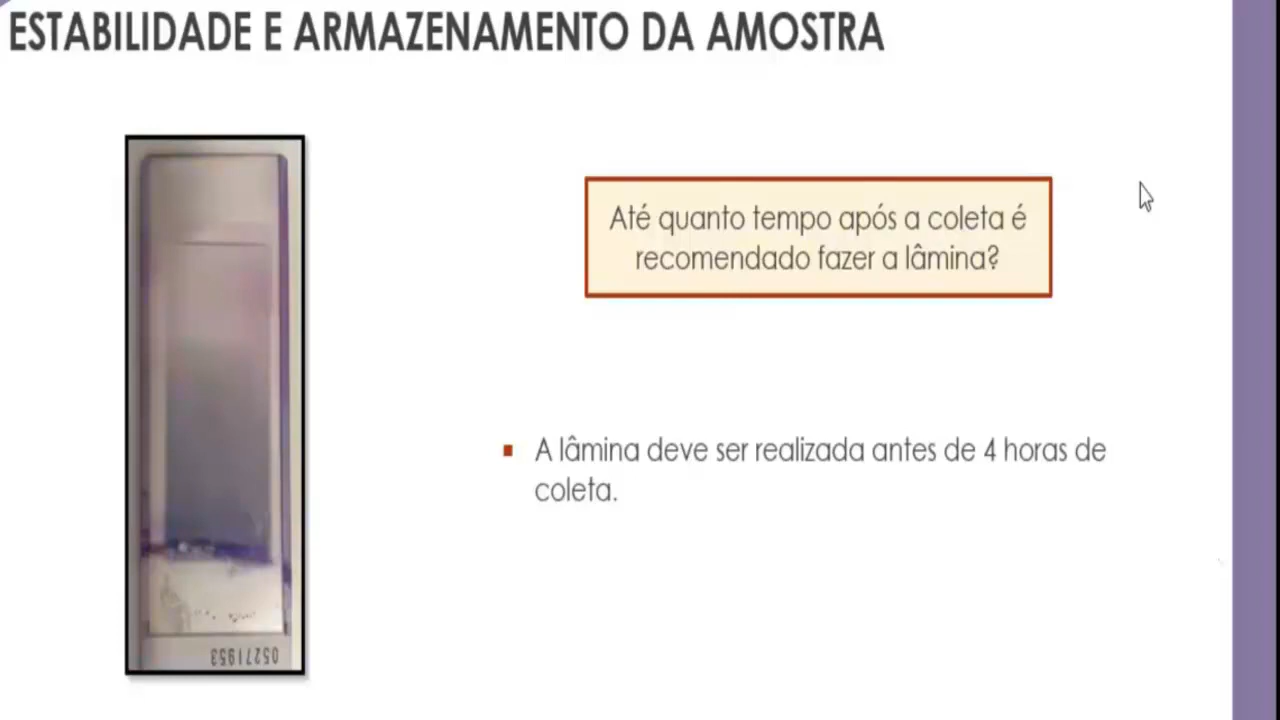 ESTABILIDADE E ARMAZENAMENTO DA AMOSTRA
Até quanto tempo após a coleta é
recomendado fazer a lâmina?
A lâmina deve ser realizada antes de 4 horas de
coleta.
05271953